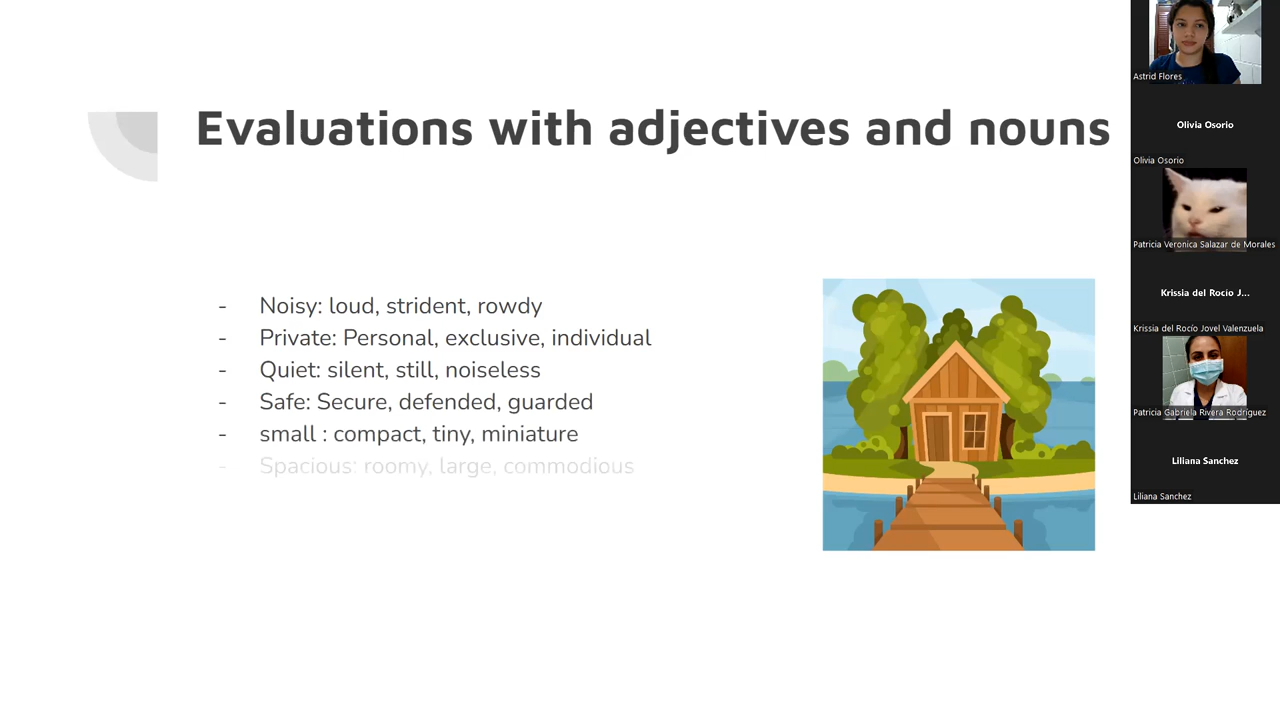 Evaluations with adjectives and nouns
- Noisy: loud, strident, rowdy
- Private: Personal, exclusive, individual
- Quiet: silent, still, noiseless
- Safe: Secure, defended, guarded
- small : compact, tiny, miniature
- Spacious: roomy, large, commodious
Astrid Flores
Olivia Osorio
Olivia Osorio
Patricia Veronica Salazar de Morales
Krissia del Rocío J...
Krissia del Rocío Jovel Valenzuela
Patricia Gabriela Rivera Rodríguez
Liliana Sanchez
Liliana Sanchez